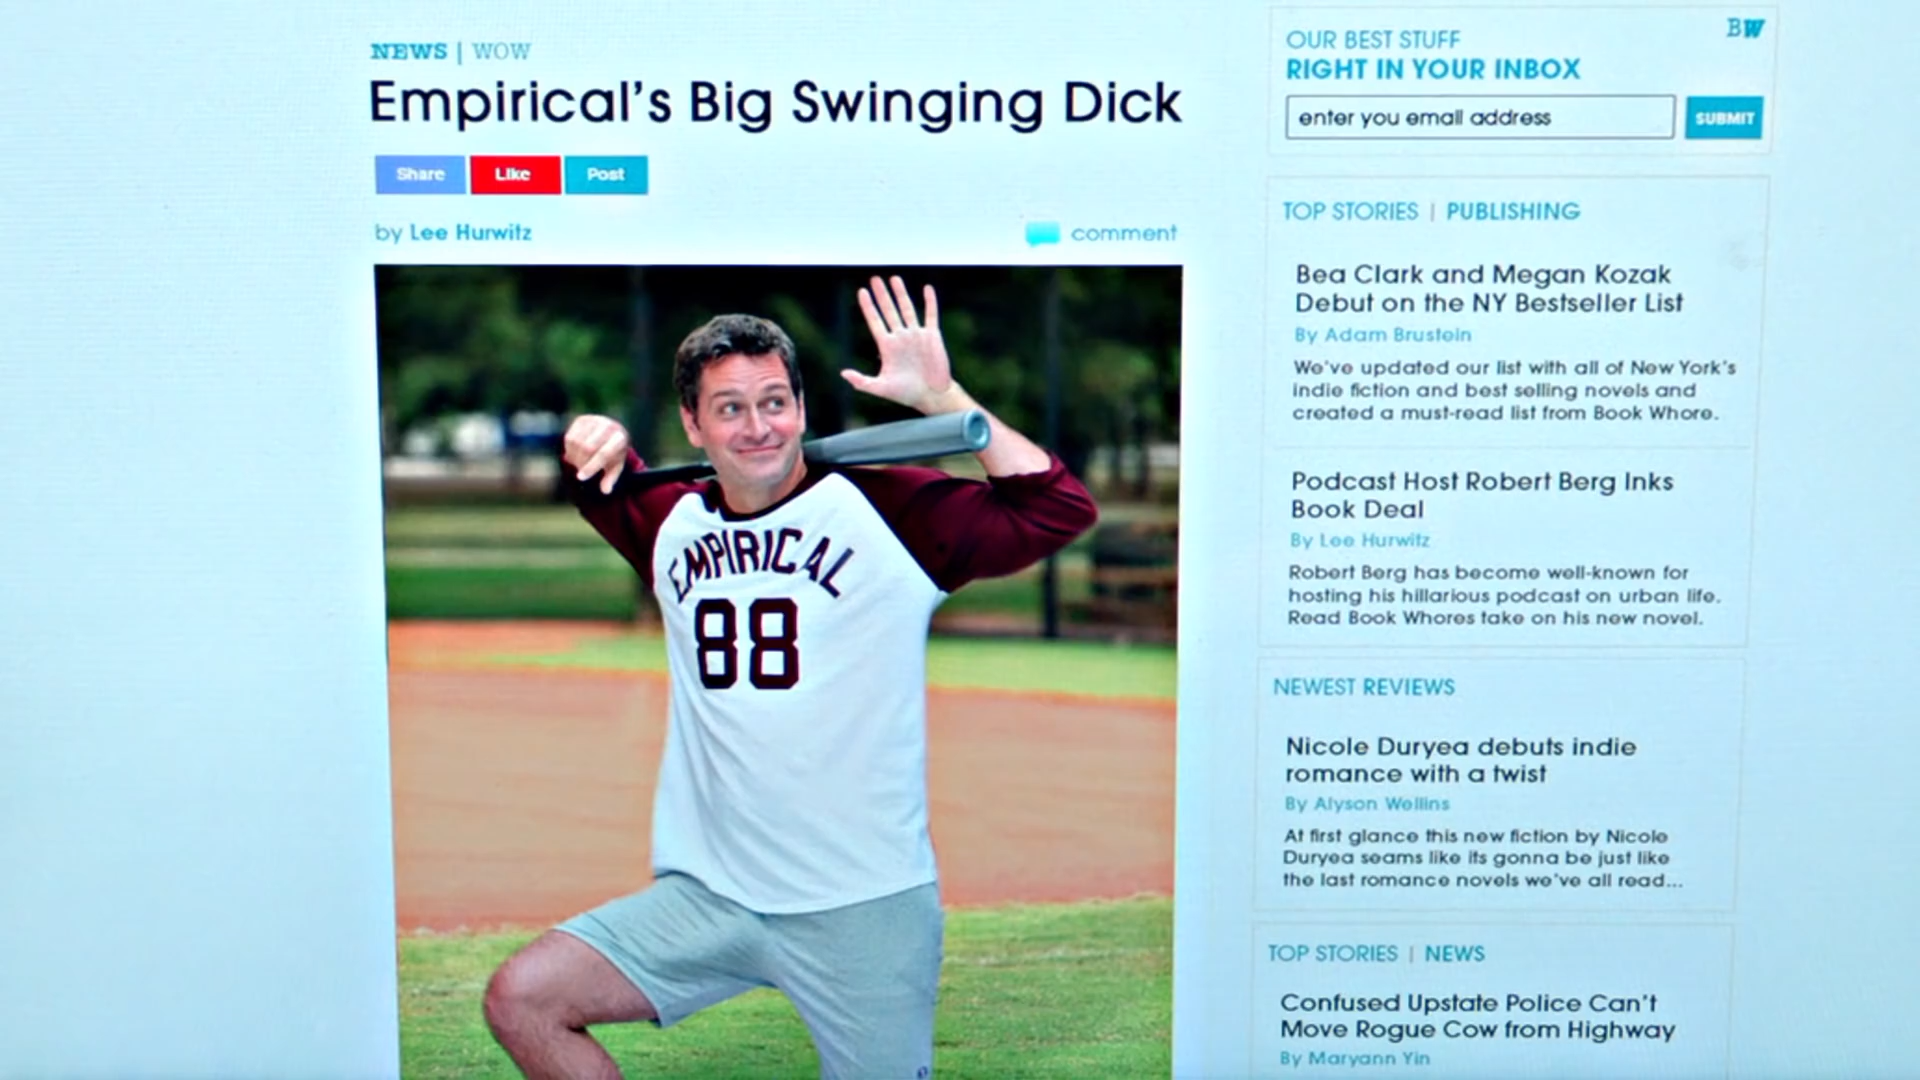 NEWS | WOW
Empirical's Big Swinging Dick
Share
Like
Post
by Lee Hurwitz
comment
EMPIRICAL
88
BW
OUR BEST STUFF
RIGHT IN YOUR INBOX
enter you email address
SUBMIT
TOP STORIES | PUBLISHING
Bea Clark and Megan Kozak
Debut on the NY Bestseller List
By Adam Brustein
We've updated our list with all of New York's
indie fiction and best selling novels and
created a must-read list from Book Whore.
Podcast Host Robert Berg Inks
Book Deal
By Lee Hurwitz
Robert Berg has become well-known for
hosting his hillarious podcast on urban life.
Read Book Whores take on his new novel.
NEWEST REVIEWS
Nicole Duryea debuts indie
romance with a twist
By Alyson Wellins
At first glance this new fiction by Nicole
Duryea seams like its gonna be just like
the last romance novels we've all read...
TOP STORIES | NEWS
Confused Upstate Police Can't
Move Rogue Cow from Highway
By Maryann Yin